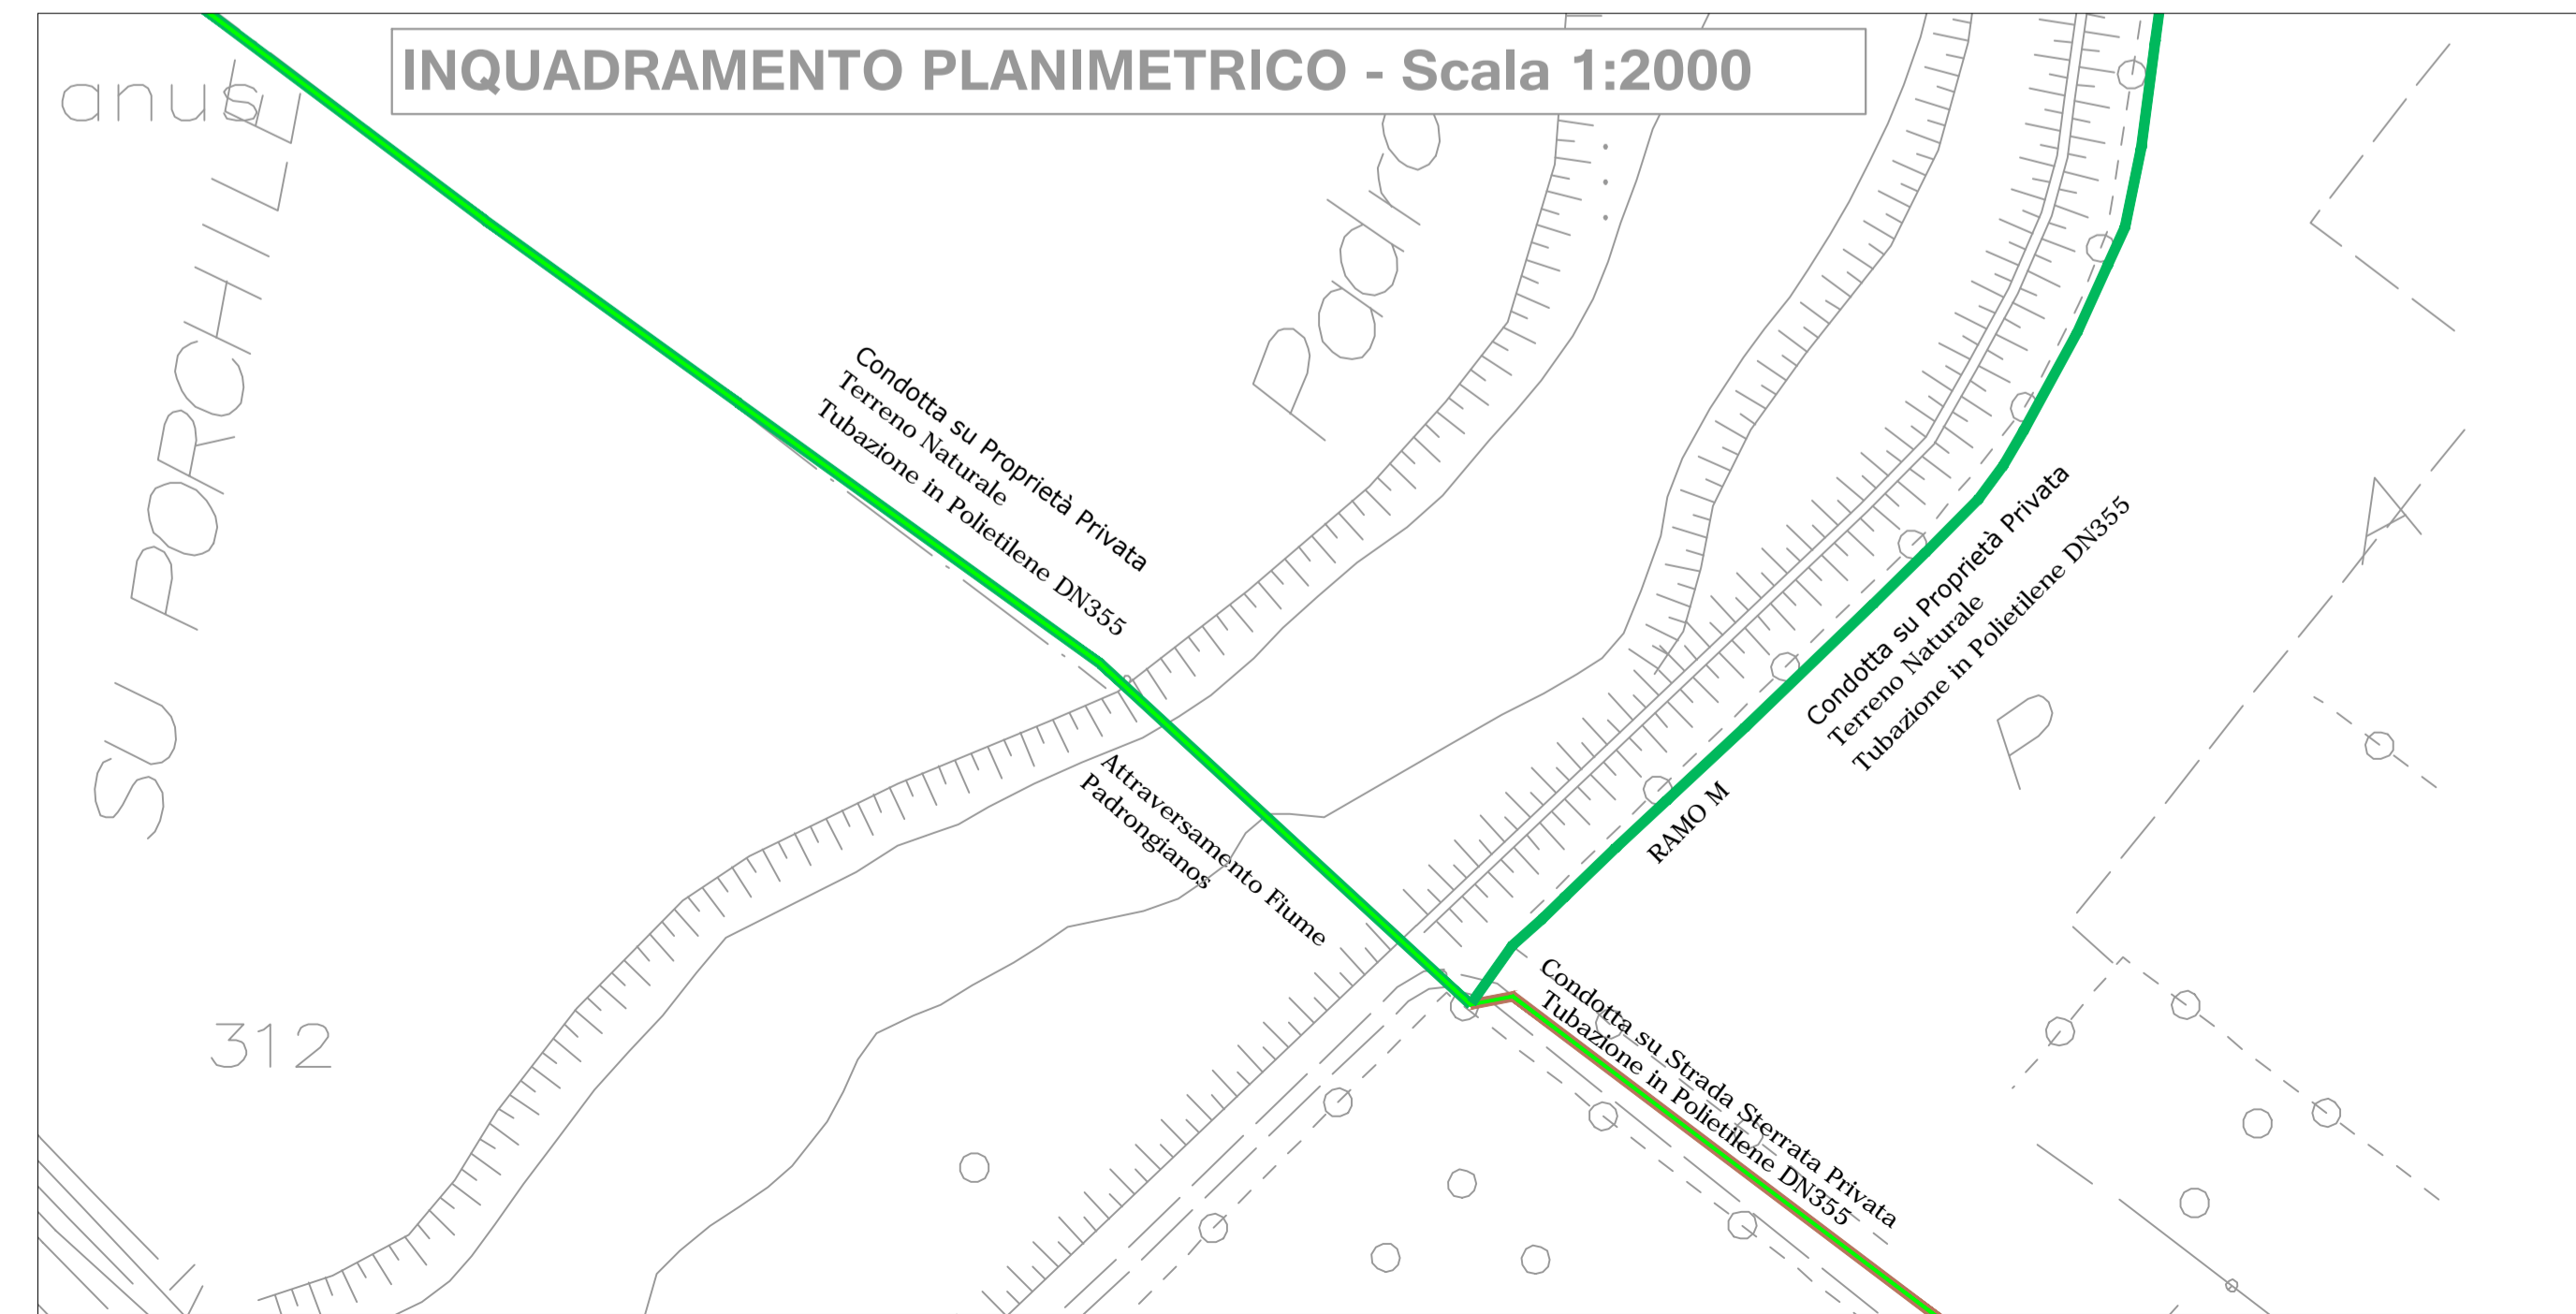 INQUADRAMENTO PLANIMETRICO - Scala 1:2000
anus
SU PORCHILE
Padro
Condotta su Proprietà Privata
Terreno Naturale
Tubazione in Polietilene DN355
Condotta su Proprietà Privata
Terreno Naturale
Tubazione in Polietilene DN355
A
P
RAMO M
Attraversamento Fiume
Padrongianos
Condotta su Strada Sterrata Privata
Tubazione in Polietilene DN355
312